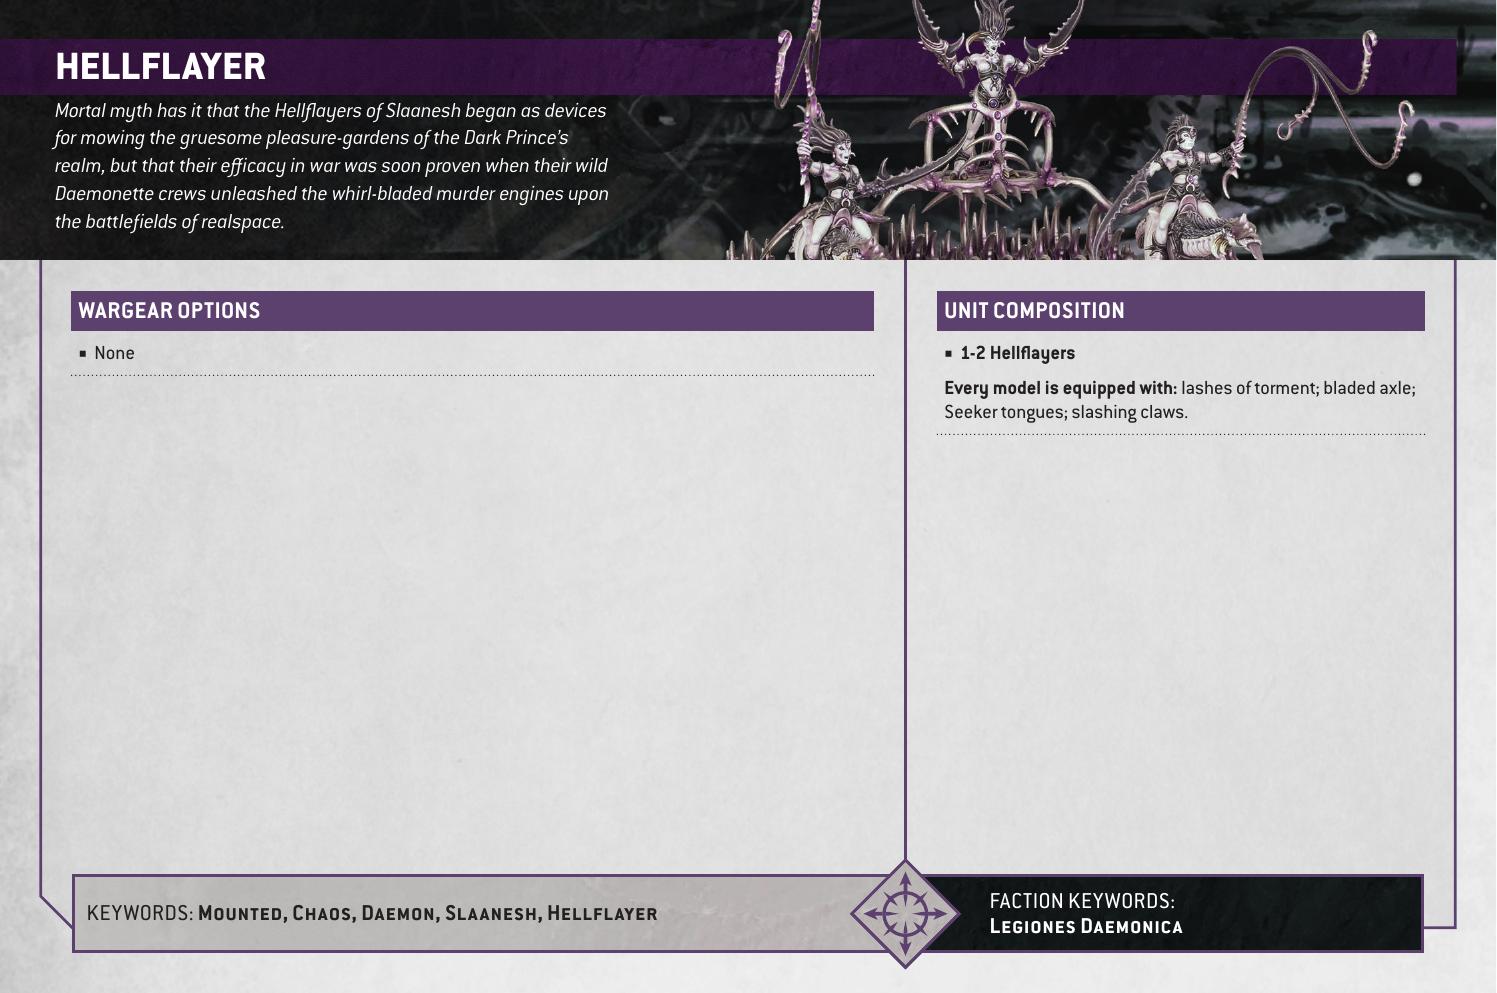 HELLFLAYER
Mortal myth has it that the Hellflayers of Slaanesh began as devices
for mowing the gruesome pleasure-gardens of the Dark Prince’s
realm, but that their efficacy in war was soon proven when their wild
Daemonette crews unleashed the whirl-bladed murder engines upon
the battlefields of realspace.
WARGEAR OPTIONS
▪ None
UNIT COMPOSITION
▪ 1-2 Hellflayers
Every model is equipped with: lashes of torment; bladed axle;
Seeker tongues; slashing claws.
KEYWORDS: Mounted, Chaos, Daemon, Slaanesh, Hellflayer
FACTION KEYWORDS:
Legiones Daemonica